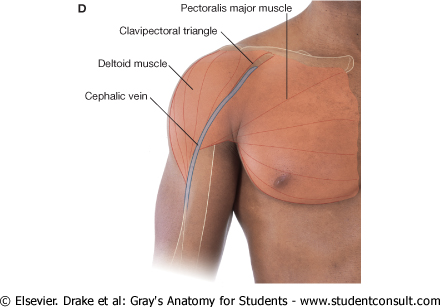 D
Pectoralis major muscle
Clavipectoral triangle
Deltoid muscle
Cephalic vein
© Elsevier. Drake et al: Gray's Anatomy for Students - www.studentconsult.com